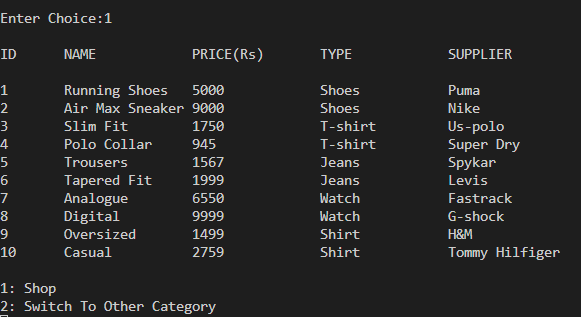 Enter Choice:1
ID NAME PRICE(Rs) TYPE SUPPLIER
1 Running Shoes 5000 Shoes Puma
2 Air Max Sneaker 9000 Shoes Nike
3 Slim Fit 1750 T-shirt Us-polo
4 Polo Collar 945 T-shirt Super Dry
5 Trousers 1567 Jeans Spykar
6 Tapered Fit 1999 Jeans Levis
7 Analogue 6550 Watch Fastrack
8 Digital 9999 Watch G-shock
9 Oversized 1499 Shirt H&M
10 Casual 2759 Shirt Tommy Hilfiger
1: Shop
2: Switch To Other Category